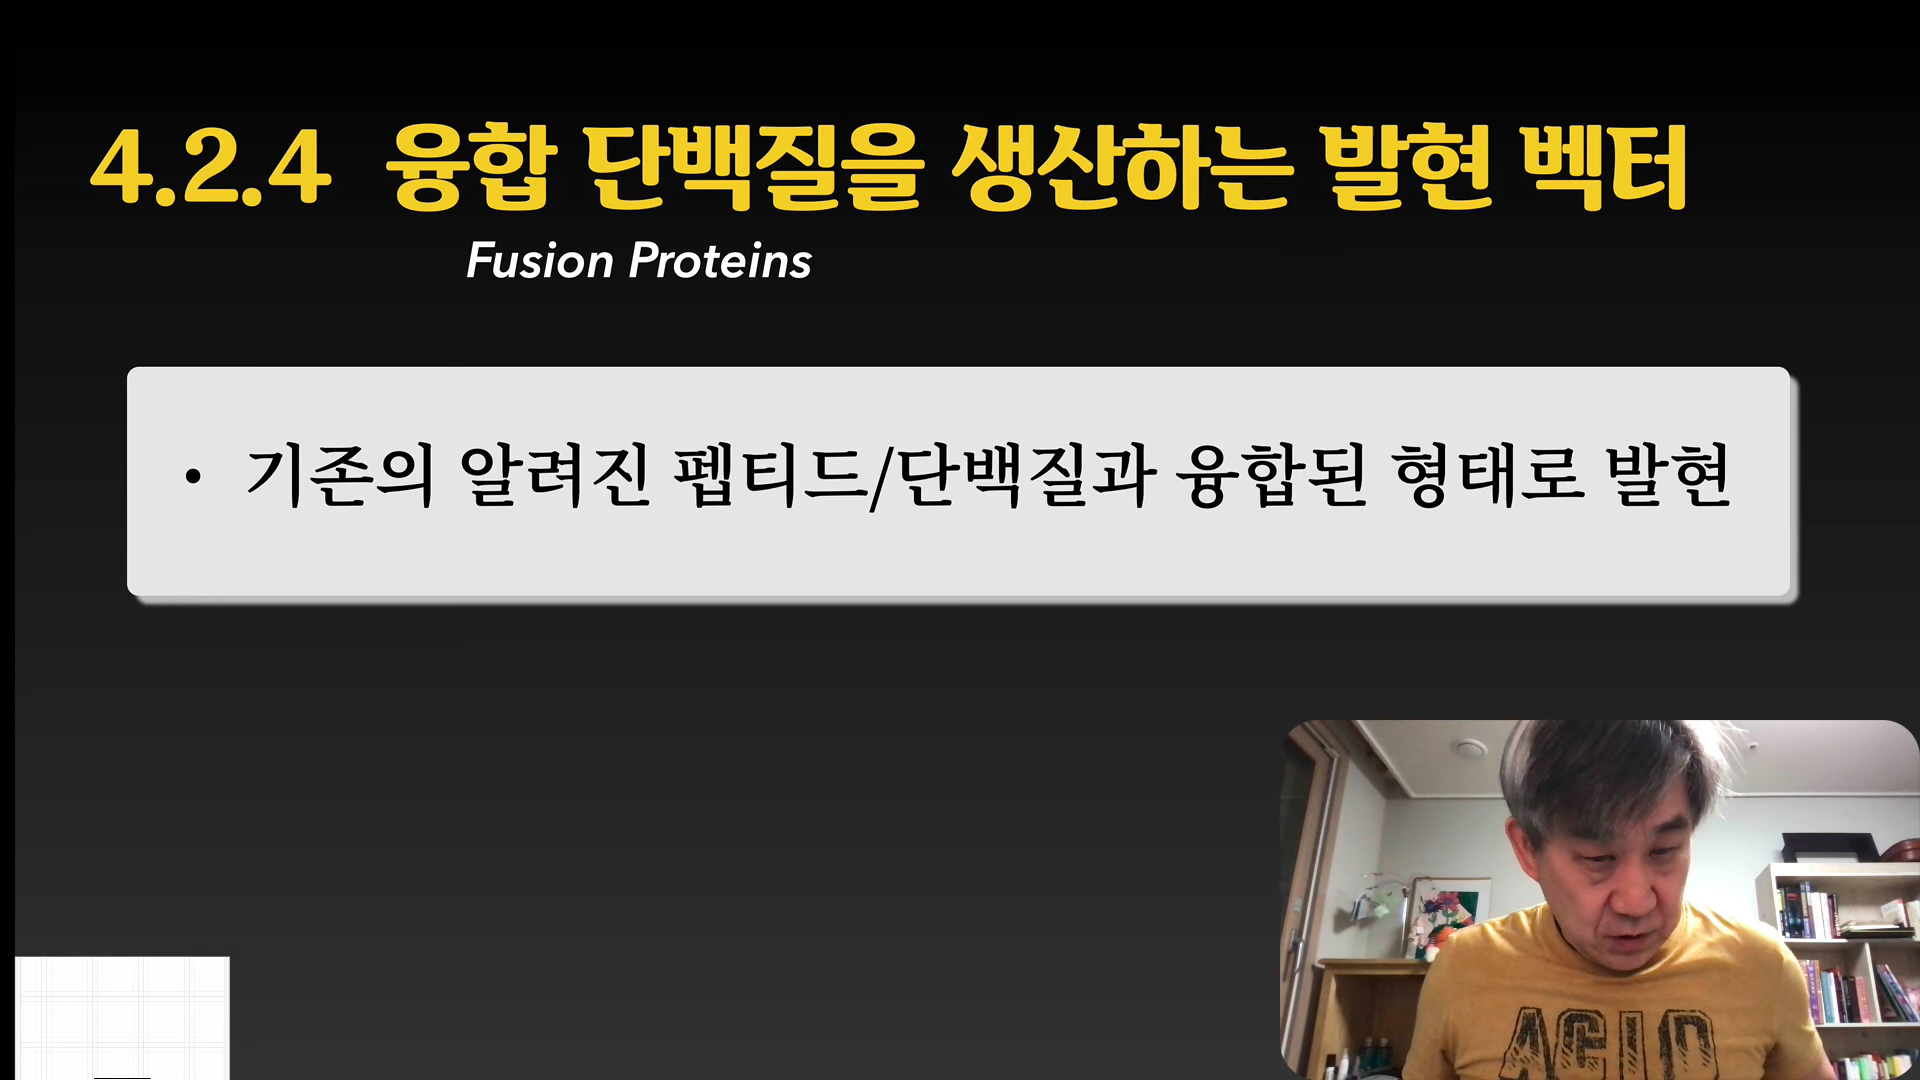 4.2.4 융합 단백질을 생산하는 발현 벡터
Fusion Proteins
• 기존의 알려진 펩티드/단백질과 융합된 형태로 발현
ACID